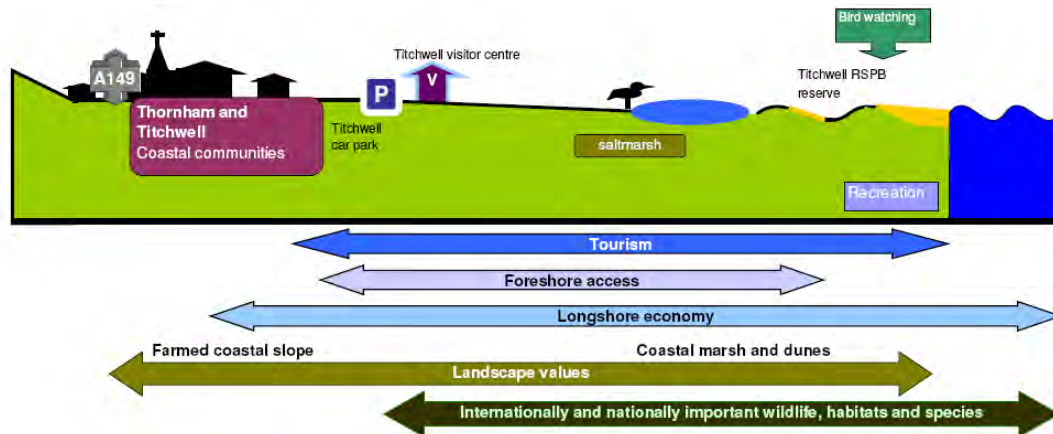 Bird watching
Titchwell visitor centre
A149
V
Titchwell RSPB
reserve
P
Thornham and
Titchwell
Coastal communities
Titchwell
car park
saltmarsh
Recreation
Tourism
Foreshore access
Longshore economy
Farmed coastal slope
Coastal marsh and dunes
Landscape values
Internationally and nationally important wildlife, habitats and species